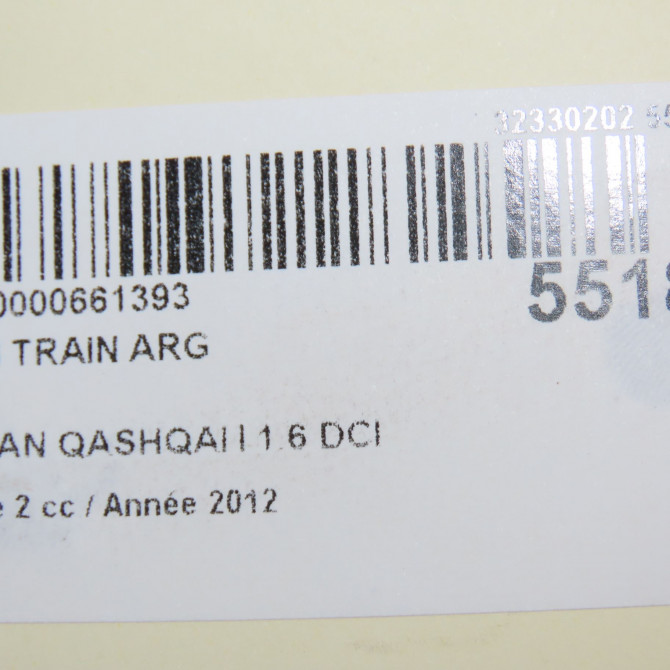 32330202 55
0000661393
5518
TRAIN ARG
AN QASHQAI I 1.6 DCI
e 2 cc / Année 2012